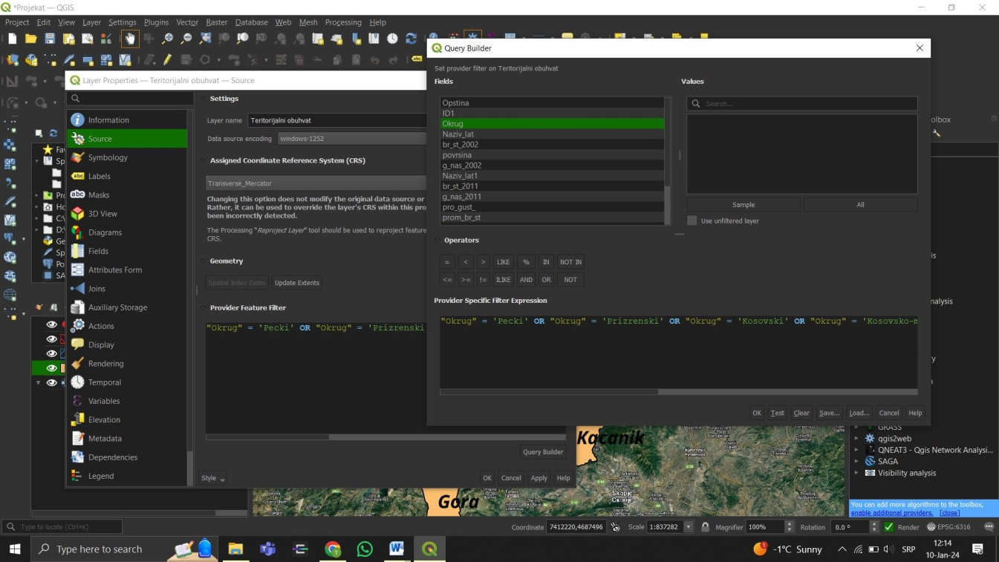 *Projekat — QGIS
Project Edit View Layer Settings Plugins Vector Raster Database Web Mesh Processing Help
Query Builder
Set provider filter on Teritorijalni obuhvat
Fields
Values
Opstina
ID1
Okrug
Naziv_lat
br_st_2002
povrsina
g_nas_2002
Naziv_lat1
br_st_2011
g_nas_2011
pro_gust_
prom_br_st
Search...
Sample
All
Use unfiltered layer
Operators
= < > LIKE % IN NOT IN
<= >= != ILIKE AND OR NOT
Provider Specific Filter Expression
"Okrug" = 'Pecki' OR "Okrug" = 'Prizrenski' OR "Okrug" = 'Kosovski' OR "Okrug" = 'Kosovsko-m
OK Test Clear Save... Load... Cancel Help
Layer Properties — Teritorijalni obuhvat — Source
Information
Source
Symbology
Labels
Masks
3D View
Diagrams
Fields
Attributes Form
Joins
Auxiliary Storage
Actions
Display
Rendering
Temporal
Variables
Elevation
Metadata
Dependencies
Legend
Settings
Layer name Teritorijalni obuhvat
Data source encoding windows-1252
Assigned Coordinate Reference System (CRS)
Transverse_Mercator
Changing this option does not modify the original data source or
Rather, it can be used to override the layer's CRS within this pro
been incorrectly detected.
The Processing "Reproject Layer" tool should be used to reproject feature
CRS.
Geometry
Spatial Index Exists Update Extents
Provider Feature Filter
"Okrug" = 'Pecki' OR "Okrug" = 'Prizrenski
Query Builder
Style OK Cancel Apply Help
Fa
Sp
Pr
Ho
C:\
D:\
Ge
Sp
Po
SA
olbox
is
nalysis
GRASS
qgis2web
QNEAT3 - Qgis Network Analysi...
SAGA
Visibility analysis
You can add more algorithms to the toolbox,
enable additional providers. [close]
Kacanik
Gora
Skopje
Скопје
Type to locate (Ctrl+K)
Coordinate 7412220,4687496 Scale 1:837282 Magnifier 100% Rotation 0.0 ° Render EPSG:6316
Type here to search
-1°C Sunny
SRP
12:14
10-Jan-24